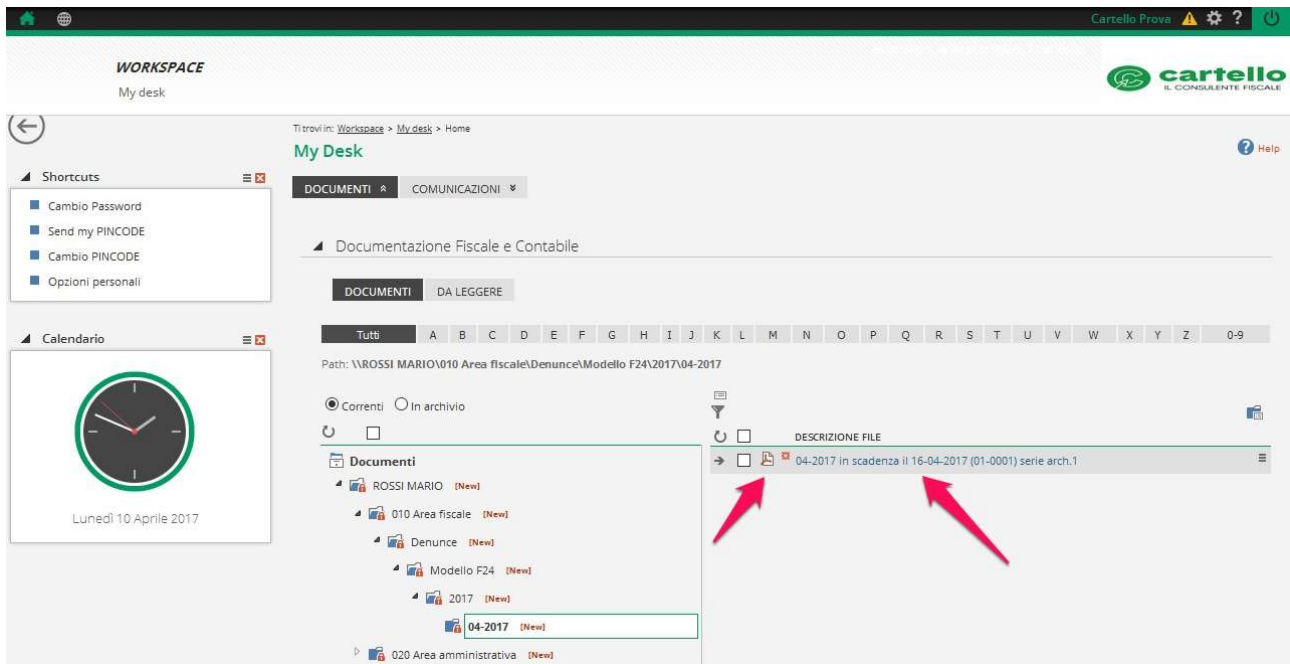 Cartello Prova ?
WORKSPACE
My desk
cartello
IL CONSULENTE FISCALE
Ti trovi in: Workspace > My desk > Home
My Desk
? Help
Shortcuts
Cambio Password
Send my PINCODE
Cambio PINCODE
Opzioni personali
DOCUMENTI COMUNICAZIONI
Documentazione Fiscale e Contabile
DOCUMENTI DA LEGGERE
Calendario
Lunedì 10 Aprile 2017
Tutti A B C D E F G H I J K L M N O P Q R S T U V W X Y Z 0-9
Path: \\ROSSI MARIO\010 Area fiscale\Denunce\Modello F24\2017\04-2017
Correnti In archivio
Documenti
ROSSI MARIO [New]
010 Area fiscale [New]
Denunce [New]
Modello F24 [New]
2017 [New]
04-2017 [New]
020 Area amministrativa [New]
DESCRIZIONE FILE
04-2017 in scadenza il 16-04-2017 (01-0001) serie arch.1